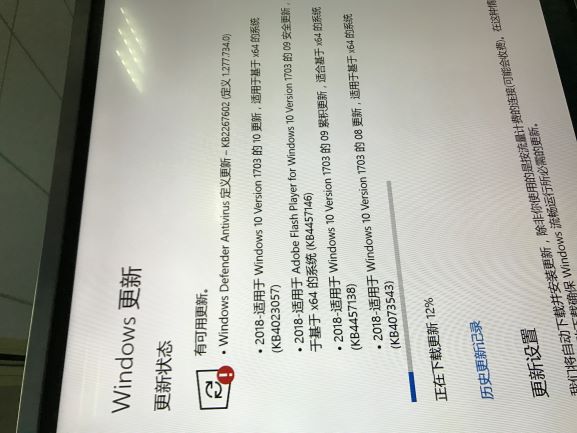 Windows 更新
更新状态
有可用更新。
• Windows Defender Antivirus 定义更新 – KB2267602 (定义 1.277.734.0)
• 2018-适用于 Windows 10 Version 1703 的 10 更新，适用于基于 x64 的系统
(KB4023057)
• 2018-适用于 Adobe Flash Player for Windows 10 Version 1703 的 09 安全更新，
于基于 x64 的系统 (KB4457146)
• 2018-适用于 Windows 10 Version 1703 的 09 累积更新，适合基于 x64 的系统
(KB4457138)
• 2018-适用于 Windows 10 Version 1703 的 08 更新，适用于基于 x64 的系统
(KB4073543)
正在下载更新 12%
历史更新记录
更新设置
我们将自动下载并安装更新，除非你使用的是按流量计费的连接(可能会收费)。在这种情
下载确保 Windows 流畅运行所必需的更新。